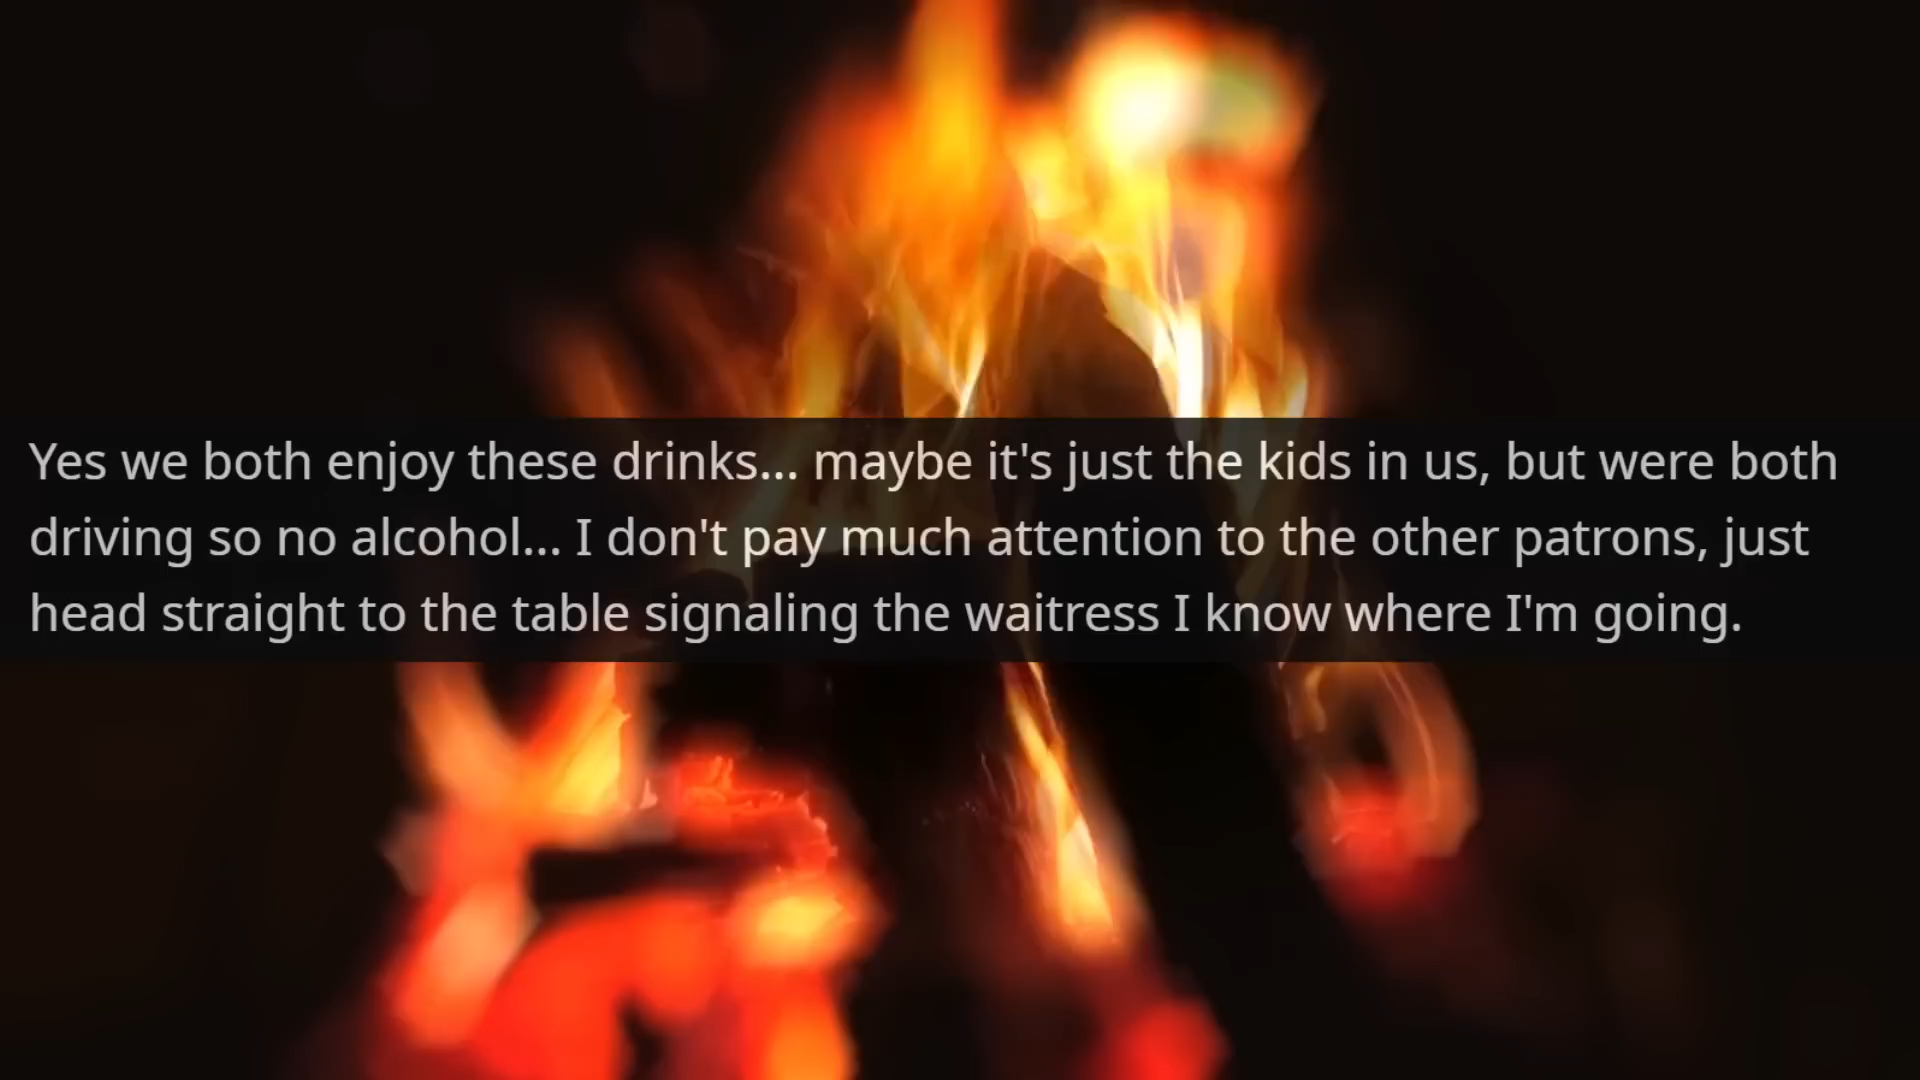 Yes we both enjoy these drinks... maybe it's just the kids in us, but were both
driving so no alcohol... I don't pay much attention to the other patrons, just
head straight to the table signaling the waitress I know where I'm going.